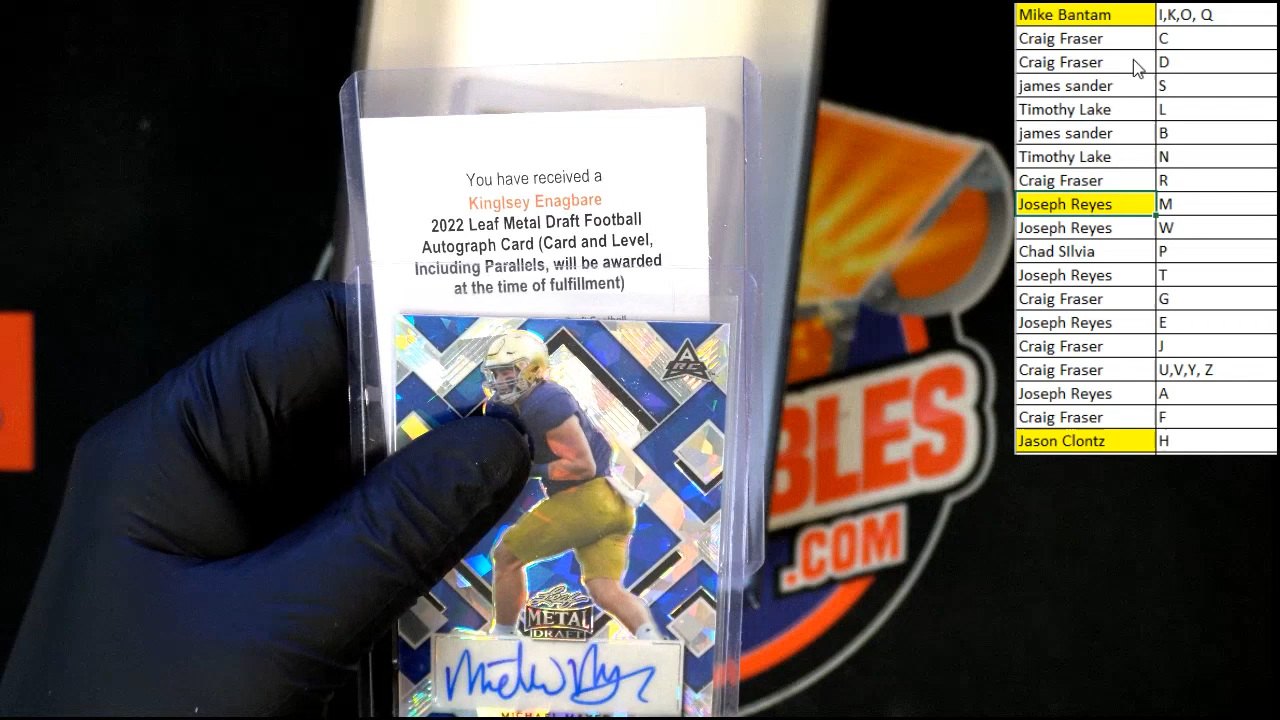 You have received a
Kinglsey Enagbare
2022 Leaf Metal Draft Football
Autograph Card (Card and Level,
Including Parallels, will be awarded
at the time of fulfillment)
ARC
Leaf
METAL
DRAFT
MICHAEL
BLES
.COM
Mike Bantam I,K,O, Q
Craig Fraser C
Craig Fraser D
james sander S
Timothy Lake L
james sander B
Timothy Lake N
Craig Fraser R
Joseph Reyes M
Joseph Reyes W
Chad SIlvia P
Joseph Reyes T
Craig Fraser G
Joseph Reyes E
Craig Fraser J
Craig Fraser U,V,Y, Z
Joseph Reyes A
Craig Fraser F
Jason Clontz H